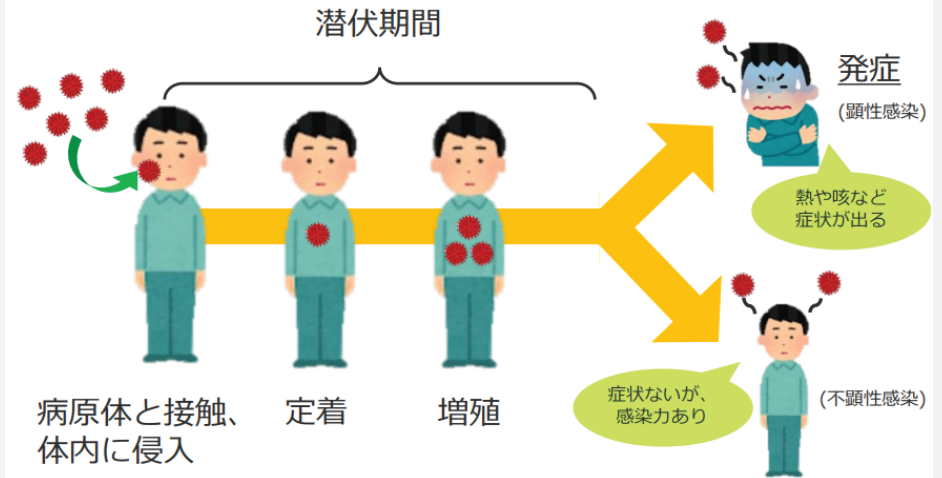 潜伏期間
発症
(顕性感染)
熱や咳など
症状が出る
病原体と接触、
体内に侵入
定着
増殖
症状ないが、
感染力あり
(不顕性感染)